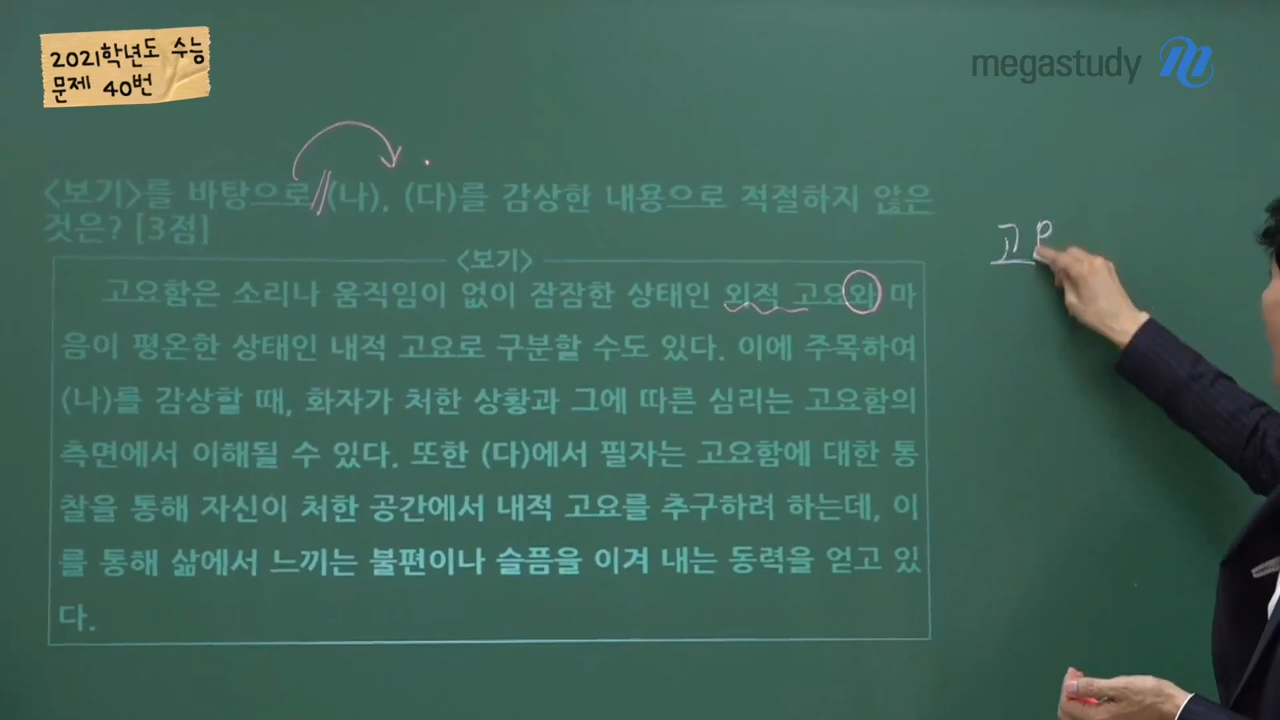 2021학년도 수능
문제 40번
megastudy
<보기>를 바탕으로 (나), (다)를 감상한 내용으로 적절하지 않은
것은? [3점]
<보기>
고요함은 소리나 움직임이 없이 잠잠한 상태인 외적 고요와 마
음이 평온한 상태인 내적 고요로 구분할 수도 있다. 이에 주목하여
(나)를 감상할 때, 화자가 처한 상황과 그에 따른 심리는 고요함의
측면에서 이해될 수 있다. 또한 (다)에서 필자는 고요함에 대한 통
찰을 통해 자신이 처한 공간에서 내적 고요를 추구하려 하는데, 이
를 통해 삶에서 느끼는 불편이나 슬픔을 이겨 내는 동력을 얻고 있
다.
고